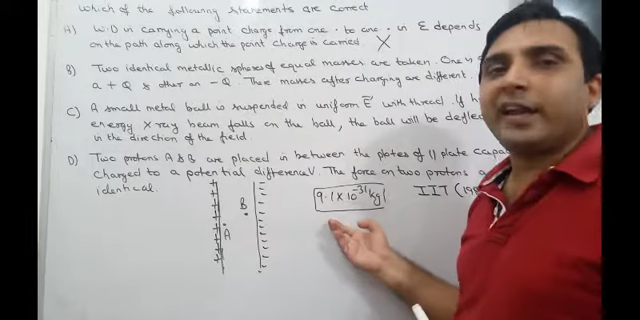 which of the following statements are correct
A) W.D in carrying a point charge from one . to one . in E depends
on the path along which the point charge is carried X
B) Two identical metallic spheres of equal masses are taken. One is
a +Q & other an -Q. There masses after charging are different.
C) A small metal ball is suspended in uniform E with thread. If h
energy X ray beam falls on the ball, the ball will be deflec
in the direction of the field
D) Two protons A & B are placed in between the plates of 11 plate capa
charged to a potential difference V. The force on two protons a
identical.
9.1 x 10⁻³¹ kg
IIT (19
B
A